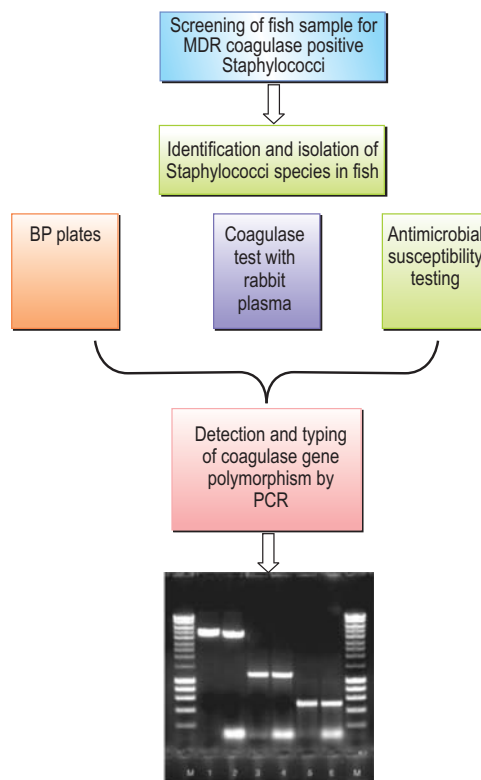 Screening of fish sample for
MDR coagulase positive
Staphylococci
Identification and isolation of
Staphylococci species in fish
BP plates
Coagulase
test with
rabbit
plasma
Antimicrobial
susceptibility
testing
Detection and typing
of coagulase gene
polymorphism by
PCR
M 1 2 3 4 5 6 M